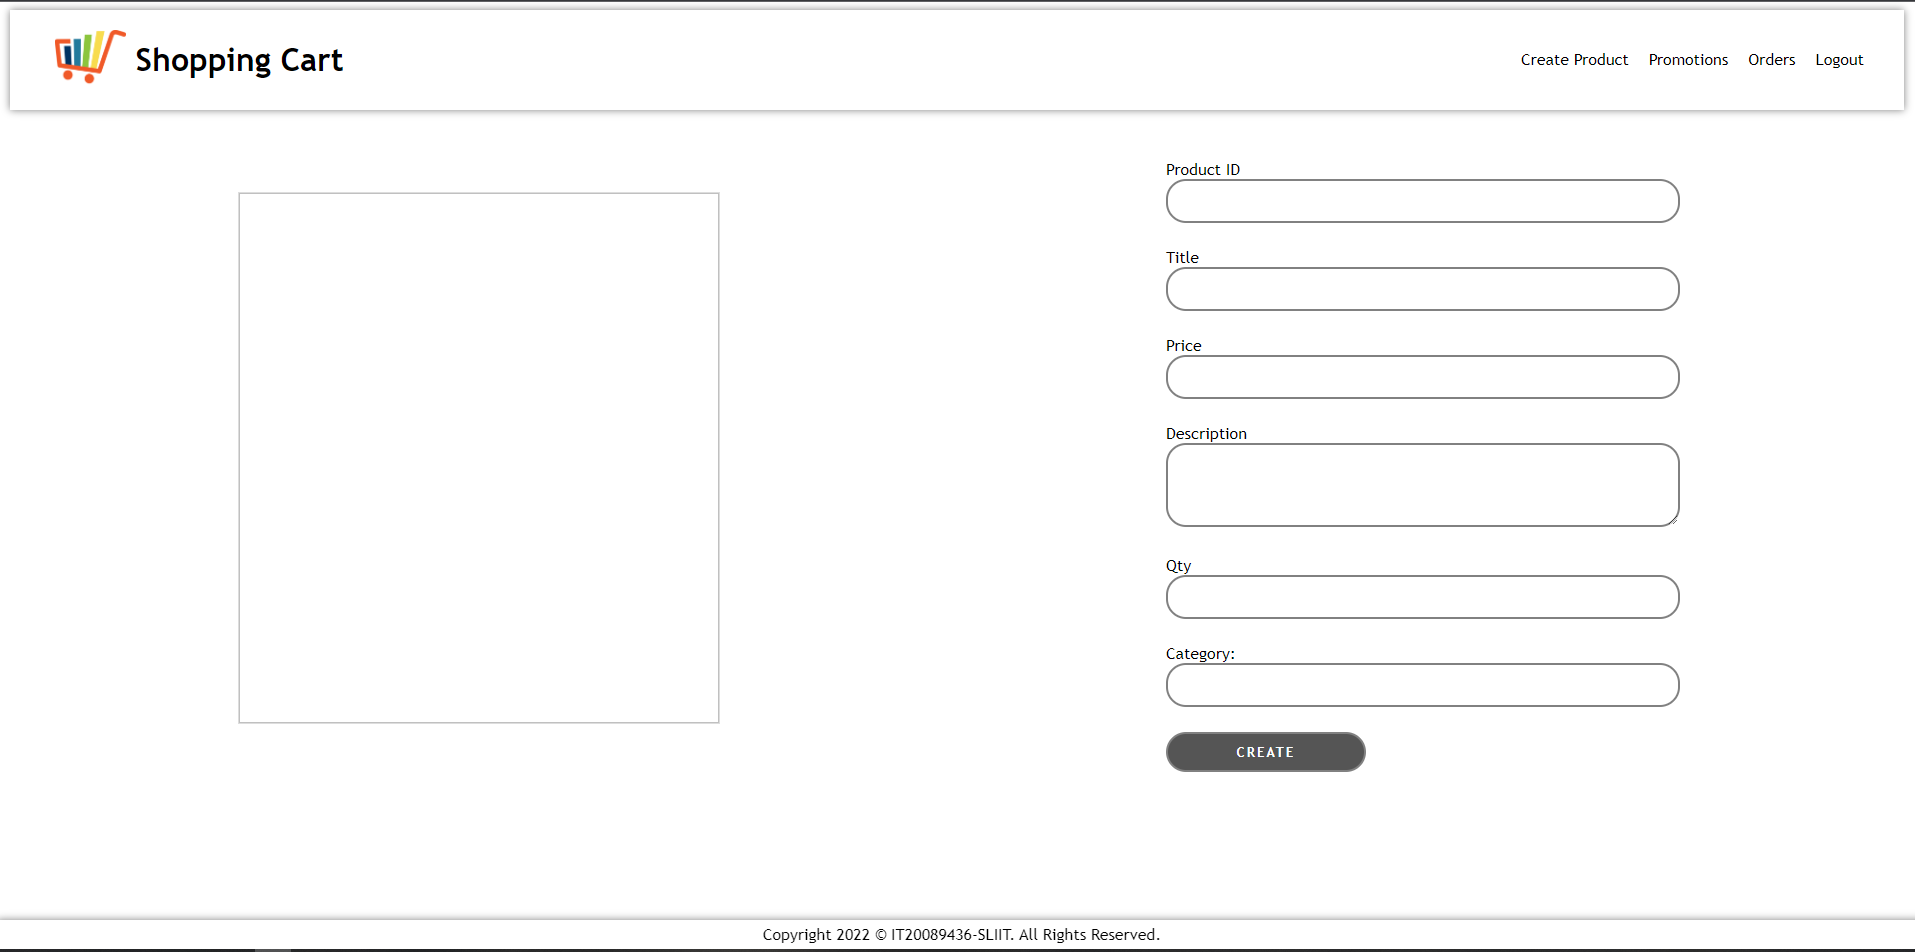 Shopping Cart
Create Product Promotions Orders Logout
Product ID
Title
Price
Description
Qty
Category:
CREATE
Copyright 2022 © IT20089436-SLIIT. All Rights Reserved.